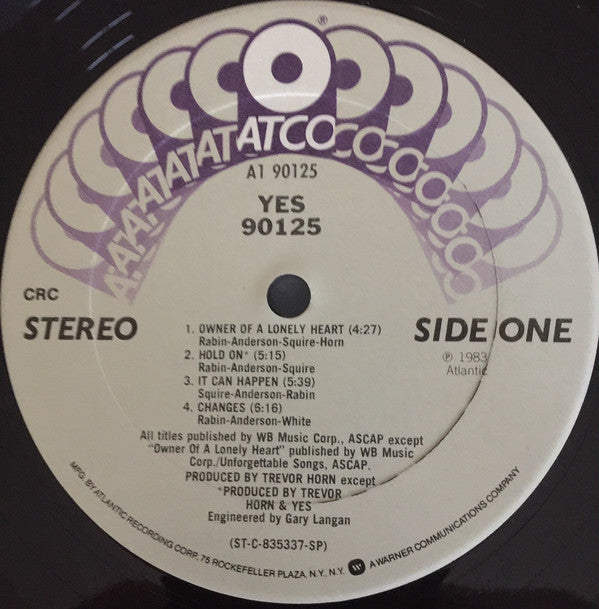 ®
ATCO
A1 90125
YES
90125
CRC
STEREO
SIDE ONE
℗ 1983
Atlantic
1. OWNER OF A LONELY HEART (4:27)
Rabin-Anderson-Squire-Horn
2. HOLD ON* (5:15)
Rabin-Anderson-Squire
3. IT CAN HAPPEN (5:39)
Squire-Anderson-Rabin
4. CHANGES (6:16)
Rabin-Anderson-White
All titles published by WB Music Corp., ASCAP except
"Owner Of A Lonely Heart" published by WB Music
Corp./Unforgettable Songs, ASCAP.
PRODUCED BY TREVOR HORN except
*PRODUCED BY TREVOR
HORN & YES
Engineered by Gary Langan
(ST-C-835337-SP)
MFG. BY ATLANTIC RECORDING CORP., 75 ROCKEFELLER PLAZA, N.Y., N.Y. W A WARNER COMMUNICATIONS COMPANY